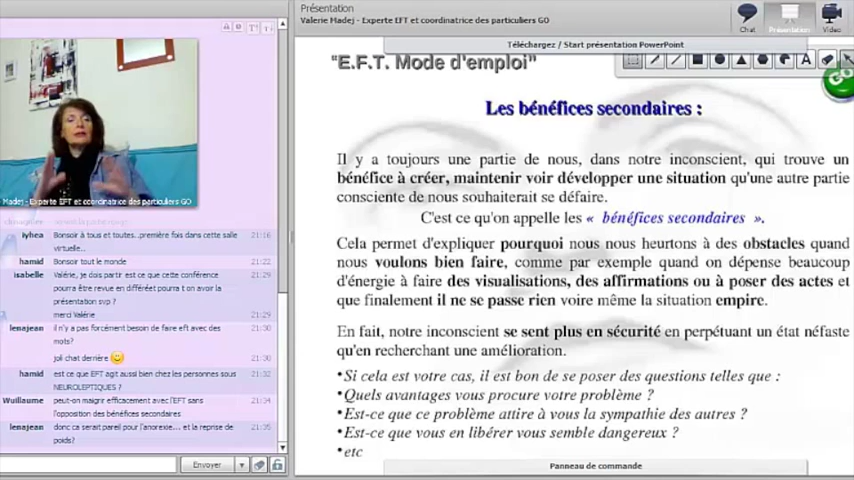 Présentation
Valerie Madej - Experte EFT et coordinatrice des particuliers GO
Chat
Présentation
Video
Téléchargez / Start présentation PowerPoint
"E.F.T. Mode d'emploi"
GO
Les bénéfices secondaires :
Il y a toujours une partie de nous, dans notre inconscient, qui trouve un
bénéfice à créer, maintenir voir développer une situation qu'une autre partie
consciente de nous souhaiterait se défaire.
C'est ce qu'on appelle les « bénéfices secondaires ».
Cela permet d'expliquer pourquoi nous nous heurtons à des obstacles quand
nous voulons bien faire, comme par exemple quand on dépense beaucoup
d'énergie à faire des visualisations, des affirmations ou à poser des actes et
que finalement il ne se passe rien voire même la situation empire.
En fait, notre inconscient se sent plus en sécurité en perpétuant un état néfaste
qu'en recherchant une amélioration.
•Si cela est votre cas, il est bon de se poser des questions telles que :
•Quels avantages vous procure votre problème ?
•Est-ce que ce problème attire à vous la sympathie des autres ?
•Est-ce que vous en libérer vous semble dangereux ?
•etc
Panneau de commande
Madej - Experte EFT et coordinatrice des particuliers GO
iyhea Bonsoir à tous et toutes...première fois dans cette salle 21:16
virtuelle..
hamid Bonsoir tout le monde 21:22
isabelle Valérie, je dois partir est ce que cette conférence 21:29
pourra être revue en différéet pourra t on avoir la
présentation svp ?
merci Valérie
lenajean il n'y a pas forcément besoin de faire eft avec des 21:30
mots?
joli chat derrière 21:30
hamid est ce que EFT agit aussi bien chez les personnes sous 21:32
NEUROLEPTIQUES ?
Wuillaume peut-on maigrir efficacement avec l'EFT sans 21:34
l'opposition des bénéfices secondaires
lenajean donc ca serait pareil pour l'anorexie... et la reprise de 21:35
poids?
Envoyer